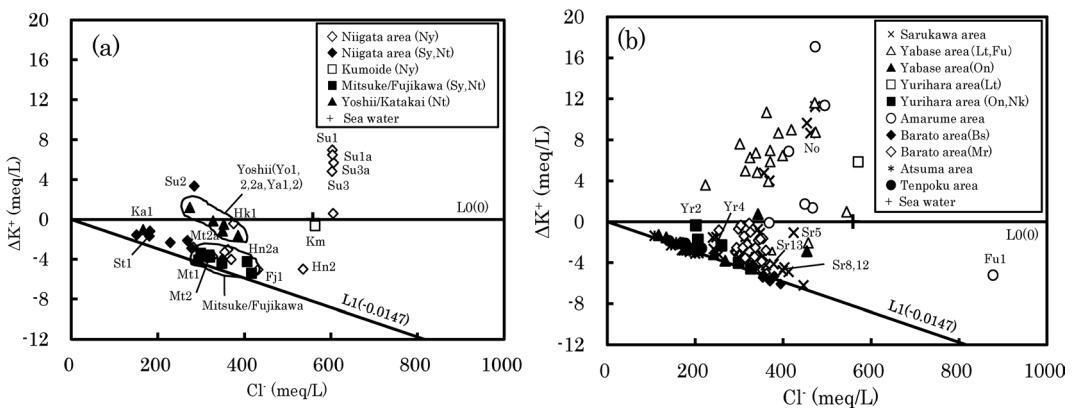 (a)
20
16
12
8
4
0
-4
-8
-12
ΔK⁺ (meq/L)
0 200 400 600 800 1000
Cl⁻ (meq/L)
Niigata area (Ny)
Niigata area (Sy,Nt)
Kumoide (Ny)
Mitsuke/Fujikawa (Sy,Nt)
Yoshii/Katakai (Nt)
Sea water
Su1
Su1a
Su3a
Su3
Yoshii(Yo1,
2,2a,Ya1,2)
Su2
Hk1
Ka1
Mt2a
L0(0)
Km
St1
Mt1
Hn2a
Hn2
Mt2
Fj1
Mitsuke/Fujikawa
L1(-0.0147)
(b)
20
16
12
8
4
0
-4
-8
-12
ΔK⁺ (meq/L)
0 200 400 600 800 1000
Cl⁻ (meq/L)
Sarukawa area
Yabase area(Lt,Fu)
Yabase area(On)
Yurihara area(Lt)
Yurihara area (On,Nk)
Amarume area
Barato area(Bs)
Barato area(Mr)
Atsuma area
Tenpoku area
Sea water
No
Yr2
Yr4
L0(0)
Sr5
Sr13
Sr8,12
Fu1
L1(-0.0147)